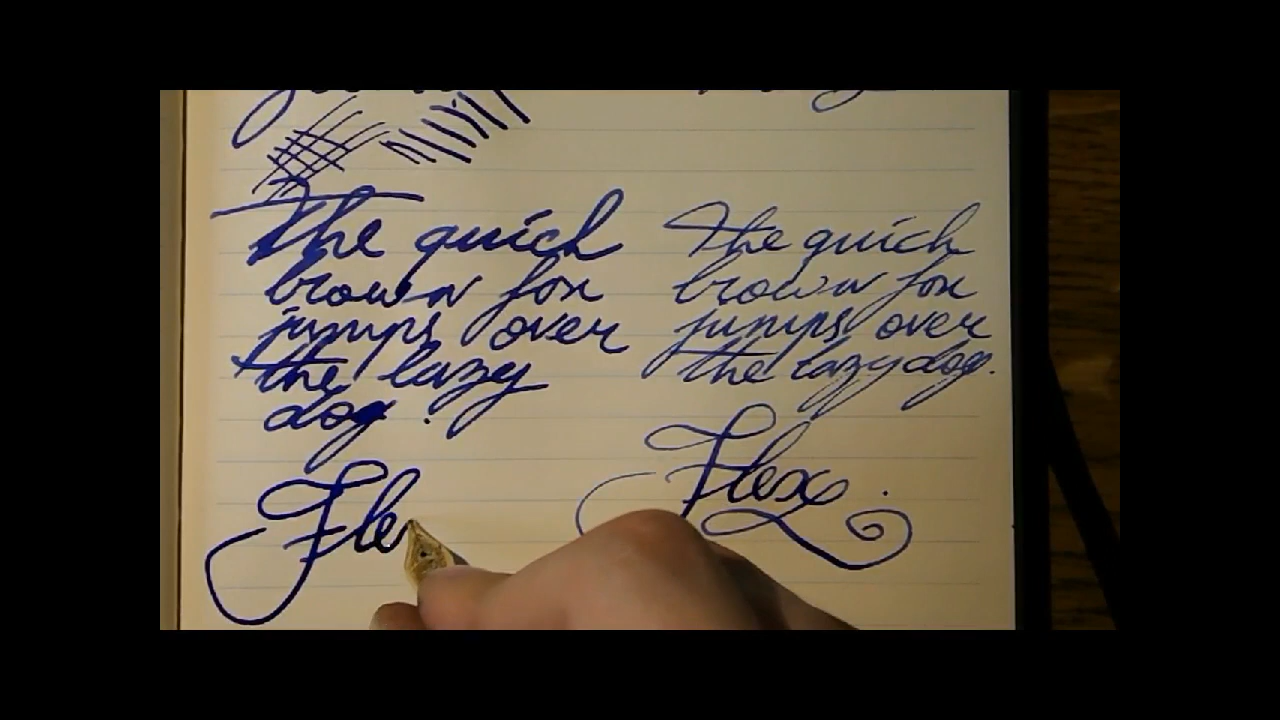 The quick
brown fox
jumps over
the lazy
dog.
Fle
The quick
brown fox
jumps over
the lazy dog.
Flex.